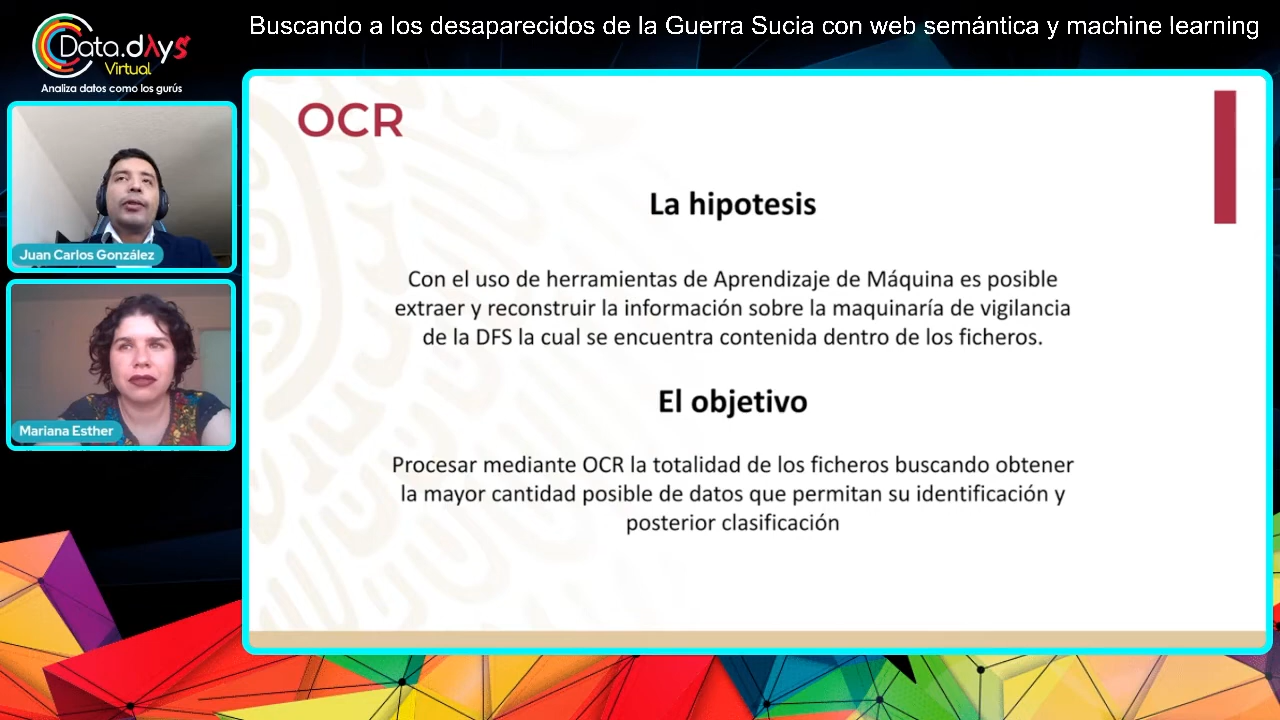 Buscando a los desaparecidos de la Guerra Sucia con web semántica y machine learning
Data.dAys
Virtual
Analiza datos como los gurús
Juan Carlos González
Mariana Esther
OCR
La hipotesis
Con el uso de herramientas de Aprendizaje de Máquina es posible
extraer y reconstruir la información sobre la maquinaría de vigilancia
de la DFS la cual se encuentra contenida dentro de los ficheros.
El objetivo
Procesar mediante OCR la totalidad de los ficheros buscando obtener
la mayor cantidad posible de datos que permitan su identificación y
posterior clasificación